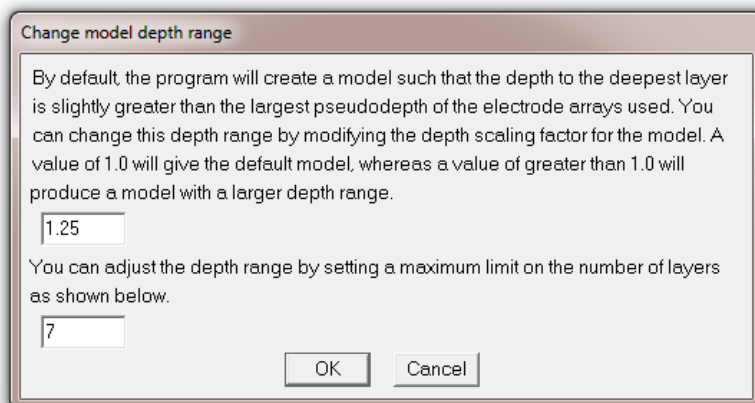 Change model depth range
By default, the program will create a model such that the depth to the deepest layer
is slightly greater than the largest pseudodepth of the electrode arrays used. You
can change this depth range by modifying the depth scaling factor for the model. A
value of 1.0 will give the default model, whereas a value of greater than 1.0 will
produce a model with a larger depth range.
1.25
You can adjust the depth range by setting a maximum limit on the number of layers
as shown below.
7
OK Cancel